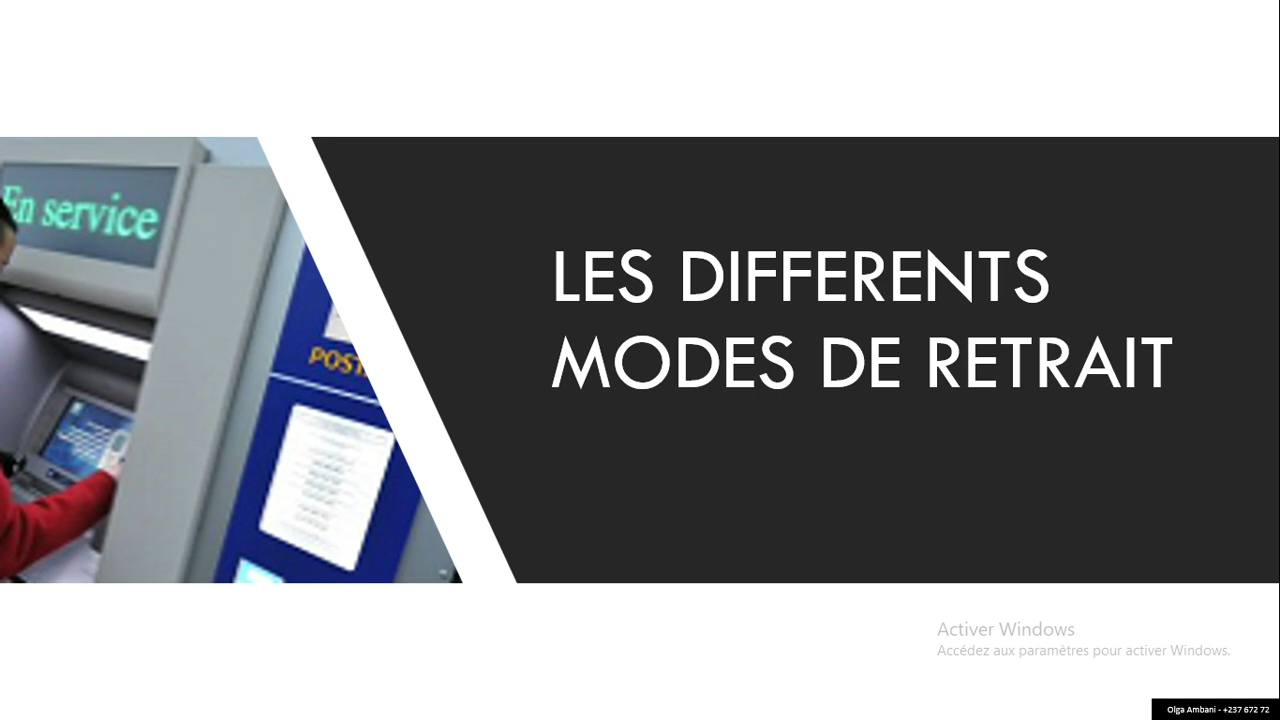 En service
POST
LES DIFFERENTS
MODES DE RETRAIT
Activer Windows
Accédez aux paramètres pour activer Windows.
Olga Ambani - +237 672 72